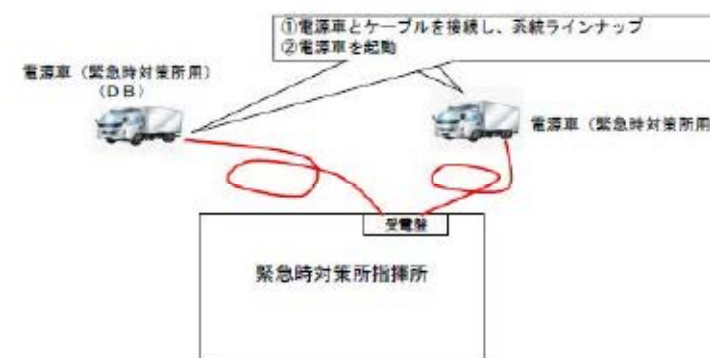 ①電源車とケーブルを接続し、系統ラインナップ
②電源車を起動
電源車（緊急時対策所用）
（ＤＢ）
電源車（緊急時対策所用
受電盤
緊急時対策所指揮所